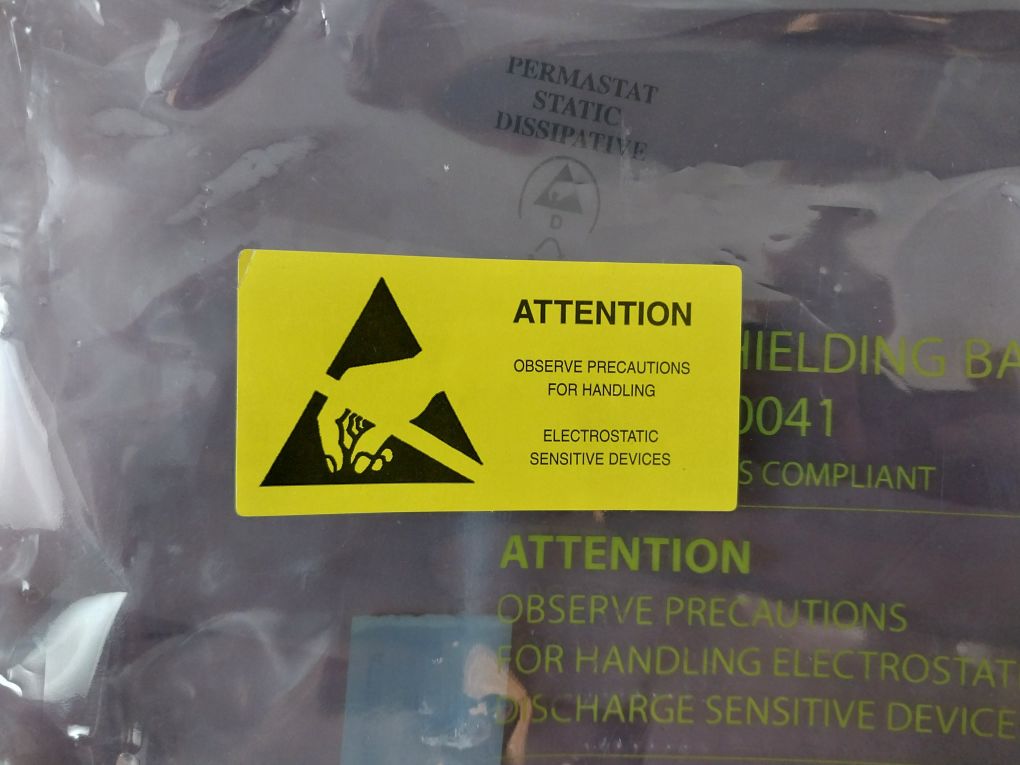 PERMASTAT
STATIC
DISSIPATIVE
D
ATTENTION
OBSERVE PRECAUTIONS
FOR HANDLING
ELECTROSTATIC
SENSITIVE DEVICES
HIELDING BA
0041
S COMPLIANT
ATTENTION
OBSERVE PRECAUTIONS
FOR HANDLING ELECTROSTAT
DISCHARGE SENSITIVE DEVICE